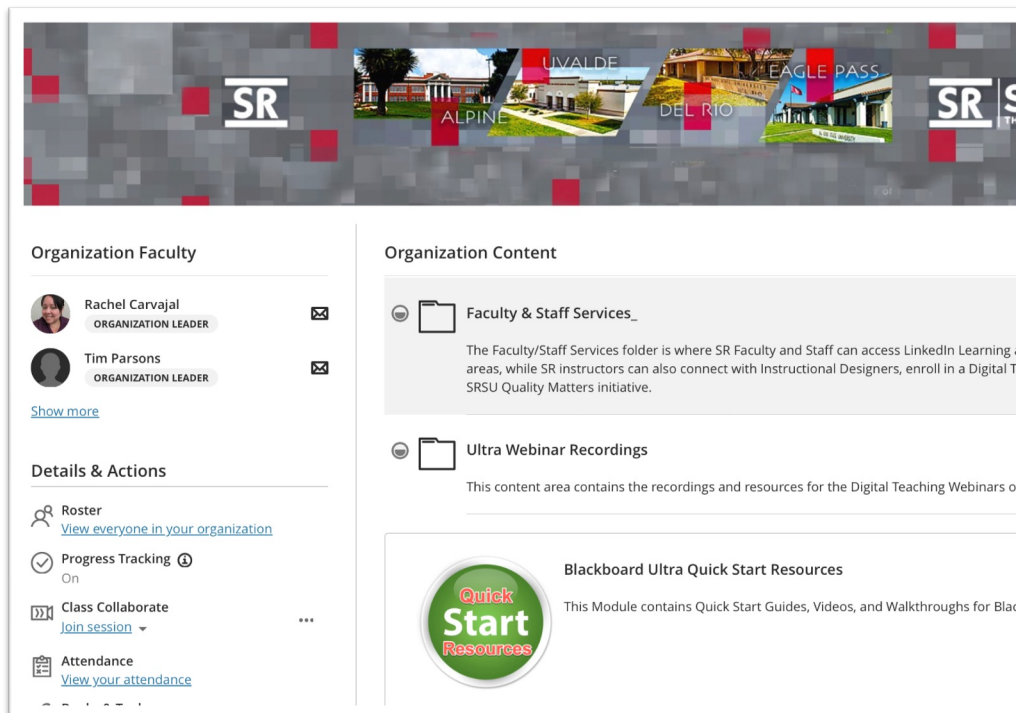 SR
ALPINE
UVALDE
DEL RIO
EAGLE PASS
SR
Organization Faculty
Rachel Carvajal
ORGANIZATION LEADER
Tim Parsons
ORGANIZATION LEADER
Show more
Details & Actions
Roster
View everyone in your organization
Progress Tracking
On
Class Collaborate
Join session
Attendance
View your attendance
Organization Content
Faculty & Staff Services_
The Faculty/Staff Services folder is where SR Faculty and Staff can access LinkedIn Learning
areas, while SR instructors can also connect with Instructional Designers, enroll in a Digital
SRSU Quality Matters initiative.
Ultra Webinar Recordings
This content area contains the recordings and resources for the Digital Teaching Webinars
Blackboard Ultra Quick Start Resources
This Module contains Quick Start Guides, Videos, and Walkthroughs for
Quick
Start
Resources